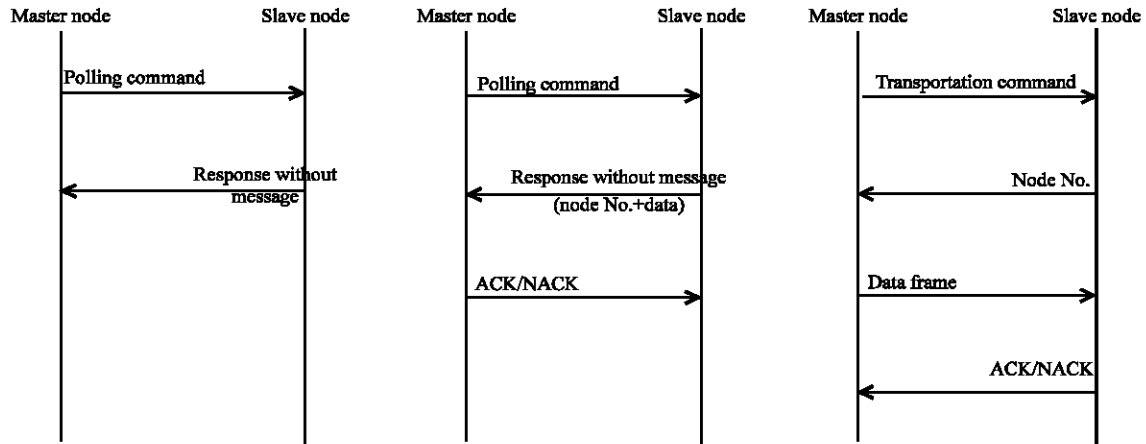 Master node
Slave node
Polling command
Response without
message
Master node
Slave node
Polling command
Response without message
(node No.+data)
ACK/NACK
Master node
Slave node
Transportation command
Node No.
Data frame
ACK/NACK